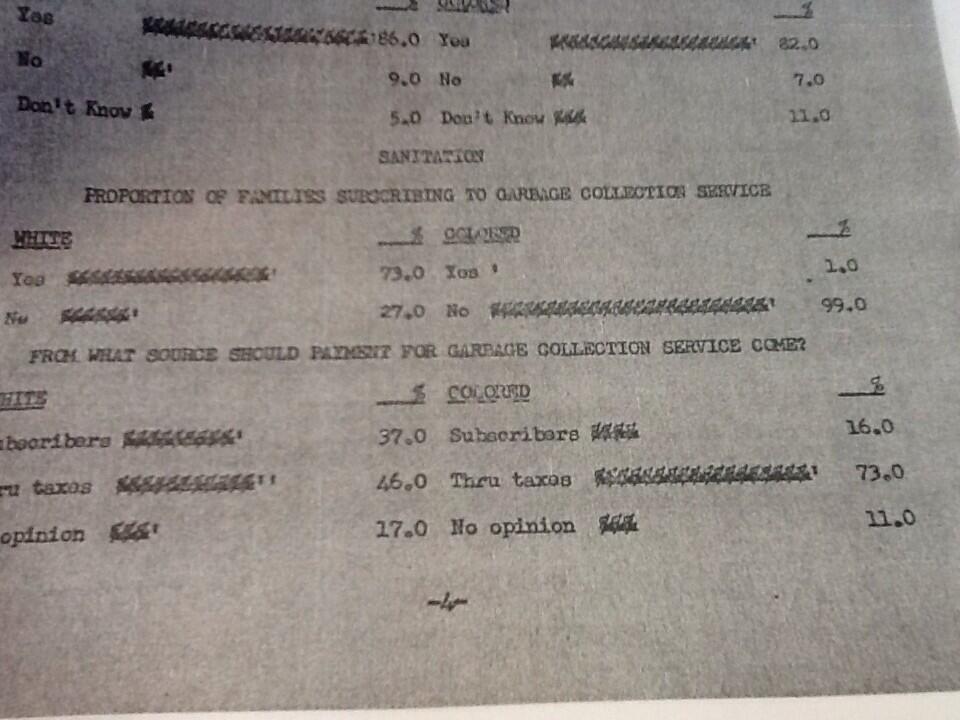 % %
Yes 86.0 Yes 82.0
No 9.0 No 7.0
Don't Know 5.0 Don't Know 11.0
SANITATION
PROPORTION OF FAMILIES SUBSCRIBING TO GARBAGE COLLECTION SERVICE
WHITE % COLORED %
Yes 73.0 Yes ' 1.0
No 27.0 No 99.0
FROM WHAT SOURCE SHOULD PAYMENT FOR GARBAGE COLLECTION SERVICE COME?
HITE % COLORED %
ubscribers 37.0 Subscribers 16.0
ru taxes 46.0 Thru taxes 73.0
opinion 17.0 No opinion 11.0
-4-